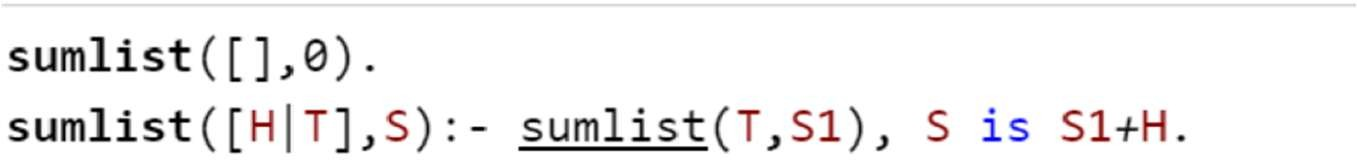 sumlist([],0).
sumlist([H|T],S):- sumlist(T,S1), S is S1+H.